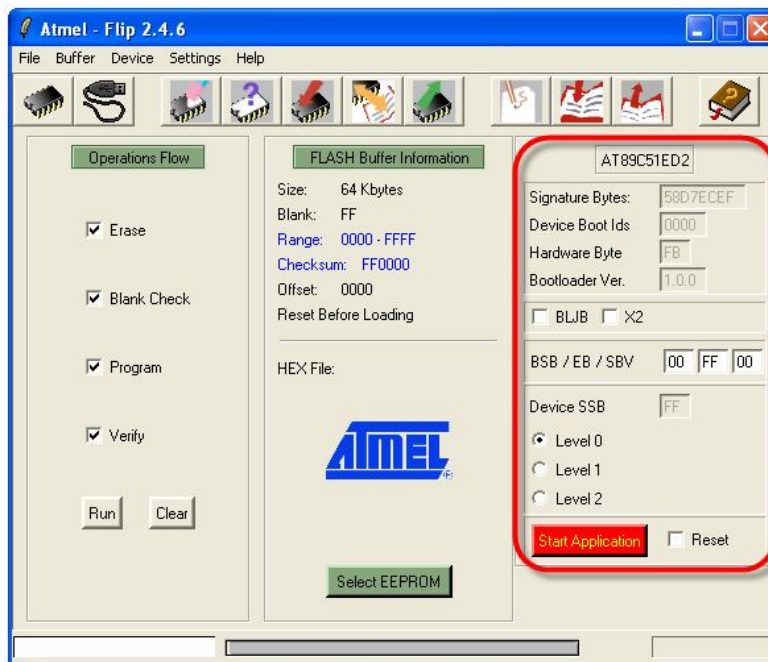 Atmel - Flip 2.4.6
File Buffer Device Settings Help
Operations Flow
Erase
Blank Check
Program
Verify
Run Clear
FLASH Buffer Information
Size: 64 Kbytes
Blank: FF
Range: 0000 - FFFF
Checksum: FF0000
Offset: 0000
Reset Before Loading
HEX File:
ATMEL
®
Select EEPROM
AT89C51ED2
Signature Bytes: 58D7ECEF
Device Boot Ids 0000
Hardware Byte FB
Bootloader Ver. 1.0.0
BLJB X2
BSB / EB / SBV 00 FF 00
Device SSB FF
Level 0
Level 1
Level 2
Start Application Reset